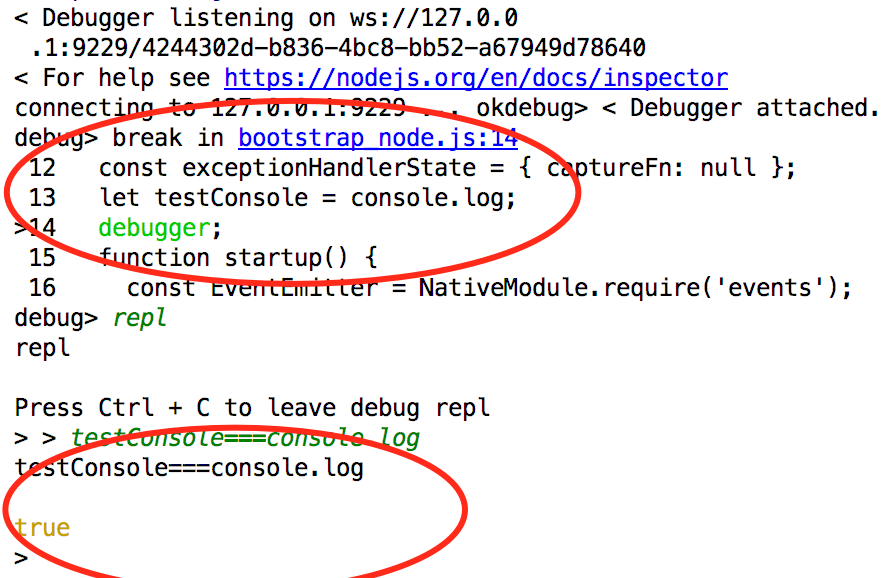 < Debugger listening on ws://127.0.0
.1:9229/4244302d-b836-4bc8-bb52-a67949d78640
< For help see https://nodejs.org/en/docs/inspector
connecting to 127.0.0.1:9229 ... okdebug> < Debugger attached.
debug> break in bootstrap_node.js:14
12 const exceptionHandlerState = { captureFn: null };
13 let testConsole = console.log;
>14 debugger;
15 function startup() {
16 const EventEmitter = NativeModule.require('events');
debug> repl
repl
Press Ctrl + C to leave debug repl
> > testConsole===console.log
testConsole===console.log
true
>